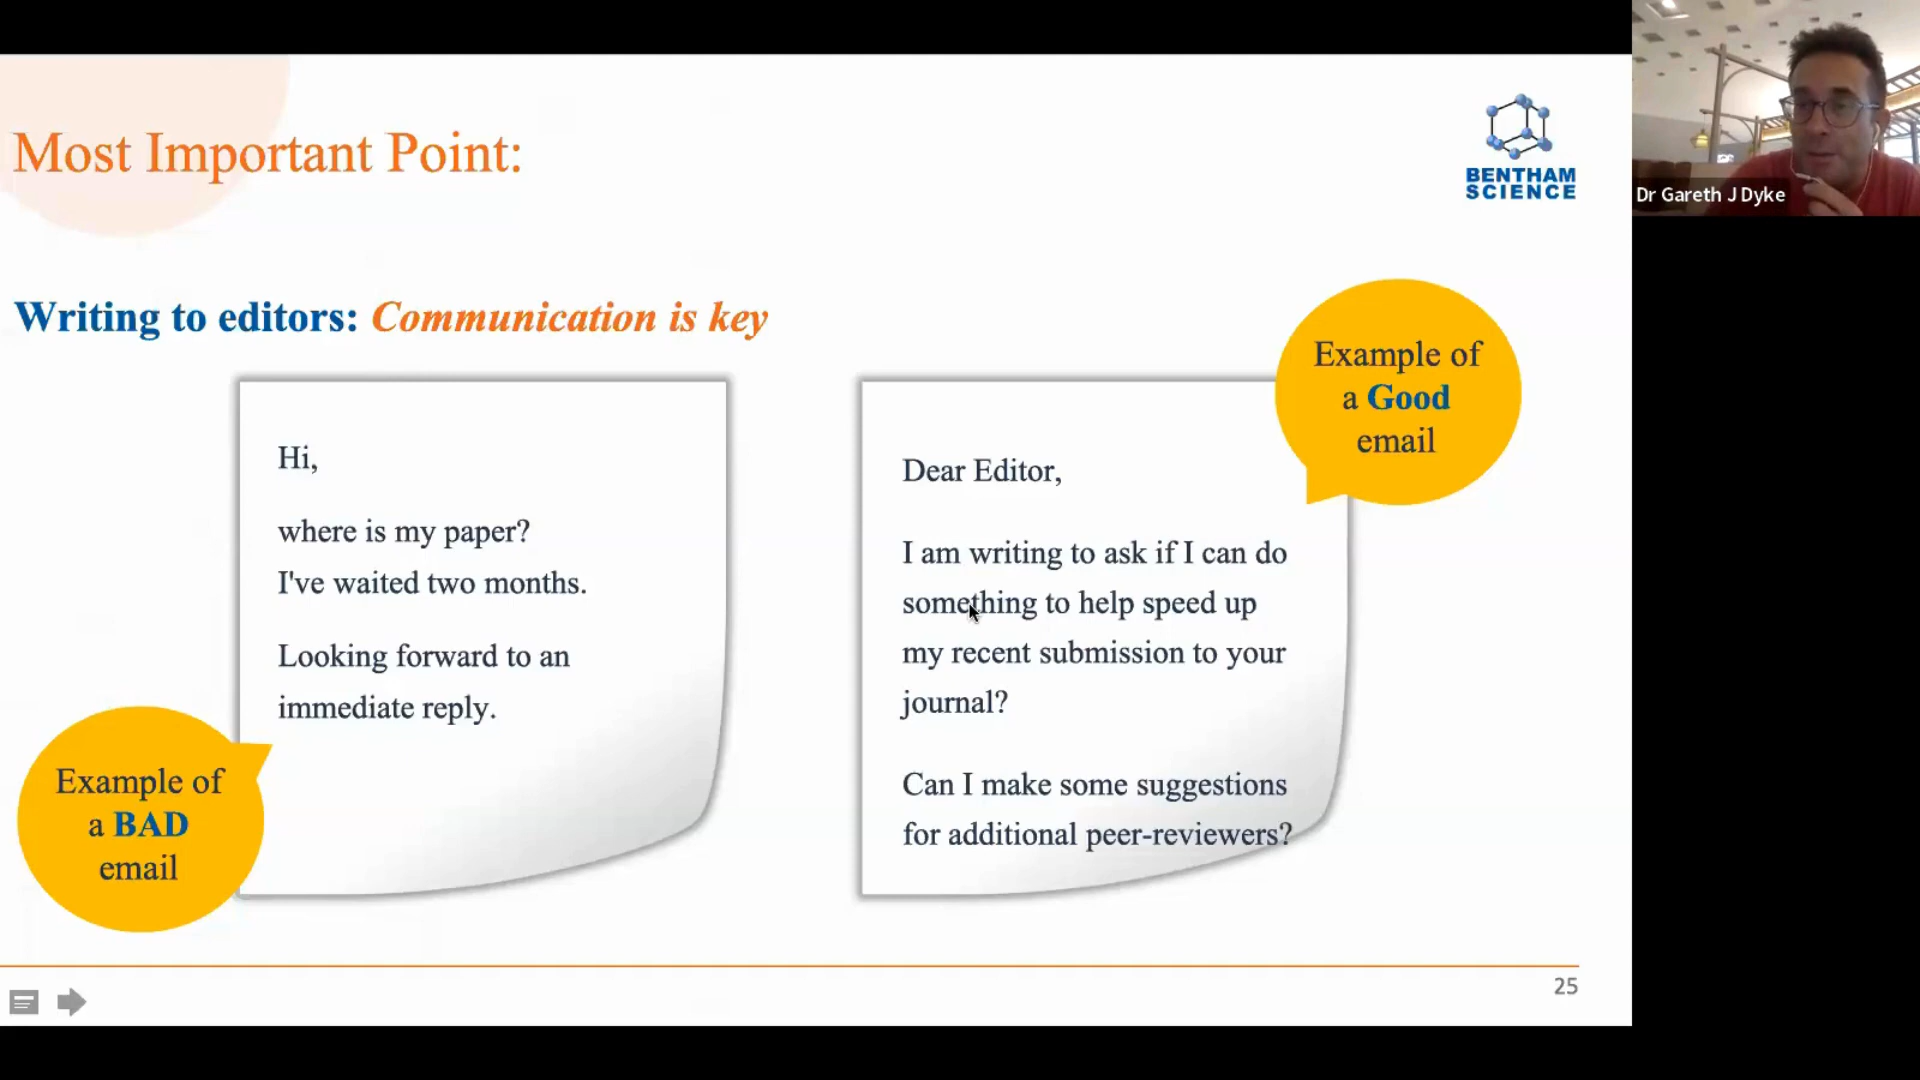 Most Important Point:
BENTHAM
SCIENCE
Dr Gareth J Dyke
Writing to editors: Communication is key
Hi,
where is my paper?
I've waited two months.
Looking forward to an
immediate reply.
Example of
a BAD
email
Example of
a Good
email
Dear Editor,
I am writing to ask if I can do
something to help speed up
my recent submission to your
journal?
Can I make some suggestions
for additional peer-reviewers?
25